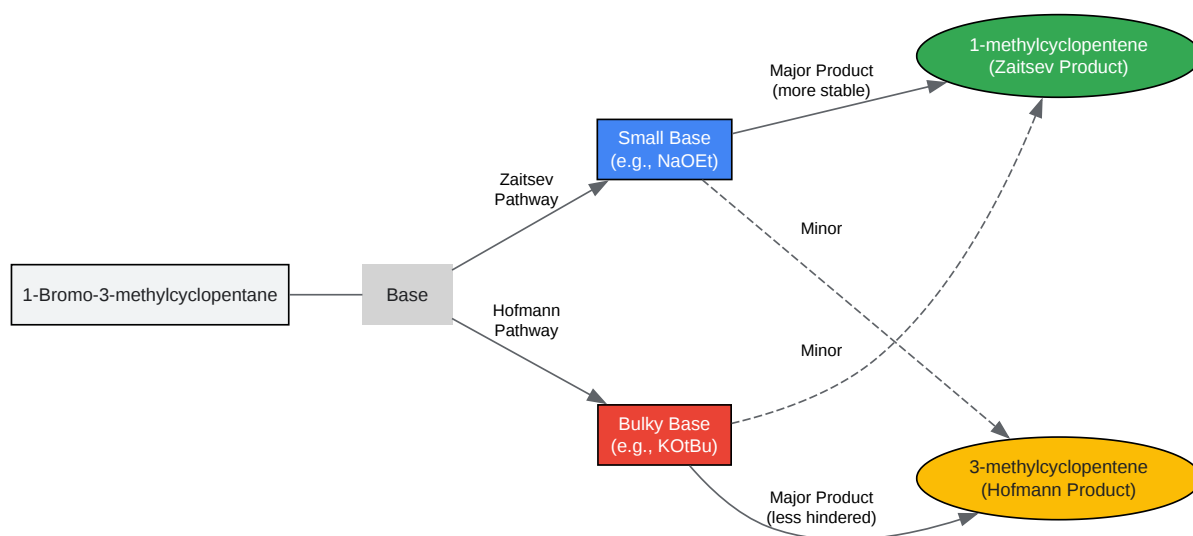 1-Bromo-3-methylcyclopentane
Base
Zaitsev
Pathway
Hofmann
Pathway
Small Base
(e.g., NaOEt)
Bulky Base
(e.g., KOtBu)
Major Product
(more stable)
Minor
Minor
Major Product
(less hindered)
1-methylcyclopentene
(Zaitsev Product)
3-methylcyclopentene
(Hofmann Product)